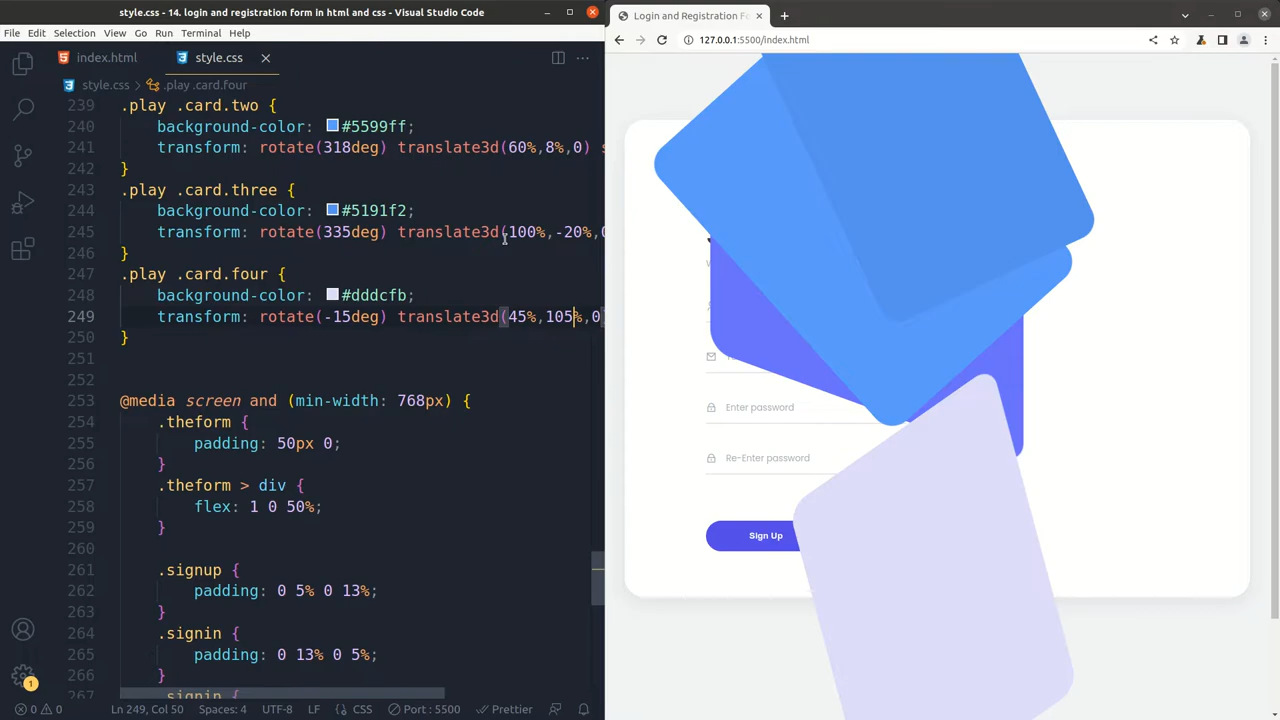 style.css - 14. login and registration form in html and css - Visual Studio Code
File Edit Selection View Go Run Terminal Help
index.html style.css
style.css .play .card.four
239 .play .card.two {
240 background-color: #5599ff;
241 transform: rotate(318deg) translate3d(60%,8%,0) s
242 }
243 .play .card.three {
244 background-color: #5191f2;
245 transform: rotate(335deg) translate3d(100%,-20%,0
246 }
247 .play .card.four {
248 background-color: #dddcfb;
249 transform: rotate(-15deg) translate3d(45%,105%,0)
250 }
251
252
253 @media screen and (min-width: 768px) {
254 .theform {
255 padding: 50px 0;
256 }
257 .theform > div {
258 flex: 1 0 50%;
259 }
260
261 .signup {
262 padding: 0 5% 0 13%;
263 }
264 .signin {
265 padding: 0 13% 0 5%;
266 }
267 .signin {
1
0 0 Ln 249, Col 50 Spaces: 4 UTF-8 LF CSS Port : 5500 Prettier
Login and Registration Fo
127.0.0.1:5500/index.html
Enter password
Re-Enter password
Sign Up